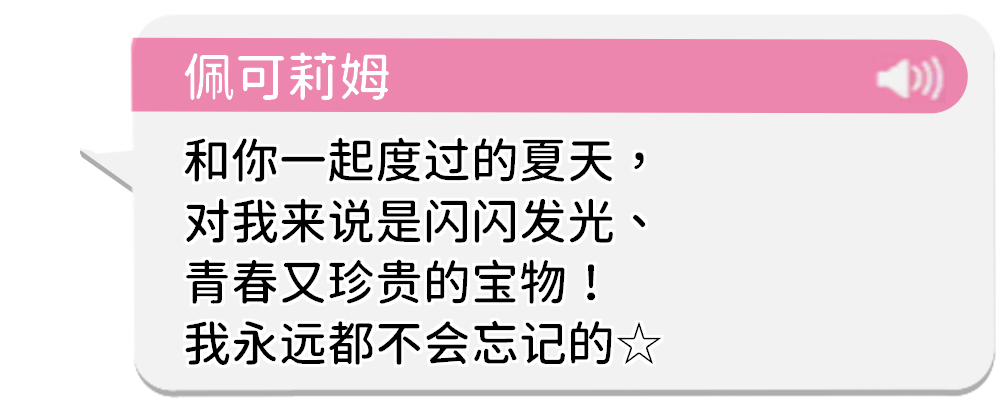 佩可莉姆
和你一起度过的夏天，
对我来说是闪闪发光、
青春又珍贵的宝物！
我永远都不会忘记的☆